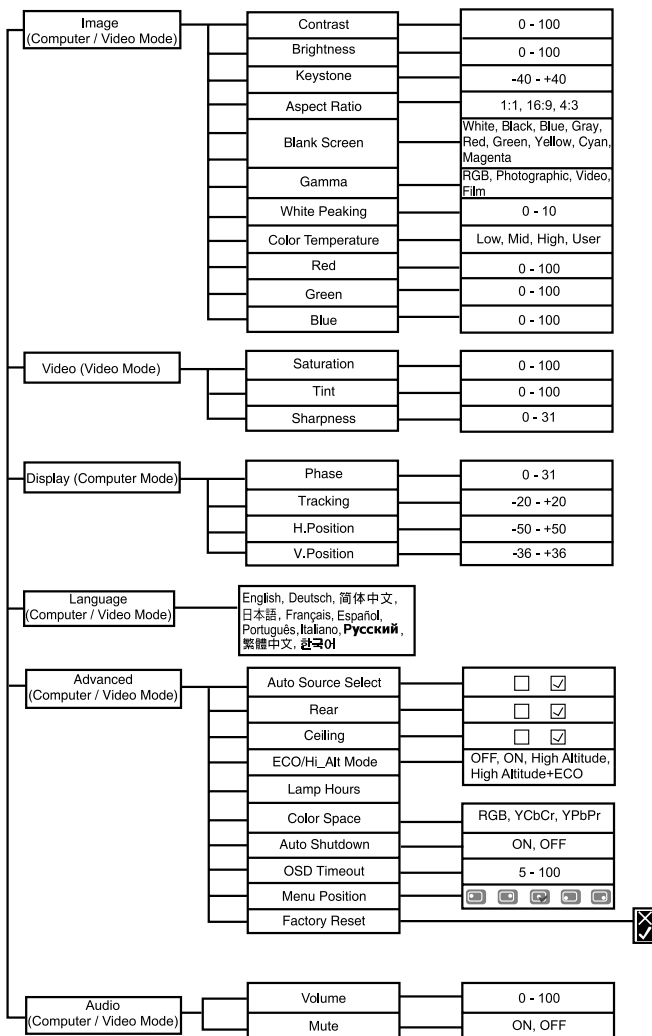 Image
(Computer / Video Mode)
Contrast
0 - 100
Brightness
0 - 100
Keystone
-40 - +40
Aspect Ratio
1:1, 16:9, 4:3
Blank Screen
White, Black, Blue, Gray,
Red, Green, Yellow, Cyan,
Magenta
Gamma
RGB, Photographic, Video,
Film
White Peaking
0 - 10
Color Temperature
Low, Mid, High, User
Red
0 - 100
Green
0 - 100
Blue
0 - 100
Video (Video Mode)
Saturation
0 - 100
Tint
0 - 100
Sharpness
0 - 31
Display (Computer Mode)
Phase
0 - 31
Tracking
-20 - +20
H.Position
-50 - +50
V.Position
-36 - +36
Language
(Computer / Video Mode)
English, Deutsch, 简体中文,
日本語, Français, Español,
Português, Italiano, Русский,
繁體中文, 한국어
Advanced
(Computer / Video Mode)
Auto Source Select
Rear
Ceiling
ECO/Hi_Alt Mode
OFF, ON, High Altitude,
High Altitude+ECO
Lamp Hours
Color Space
RGB, YCbCr, YPbPr
Auto Shutdown
ON, OFF
OSD Timeout
5 - 100
Menu Position
Factory Reset
Audio
(Computer / Video Mode)
Volume
0 - 100
Mute
ON, OFF